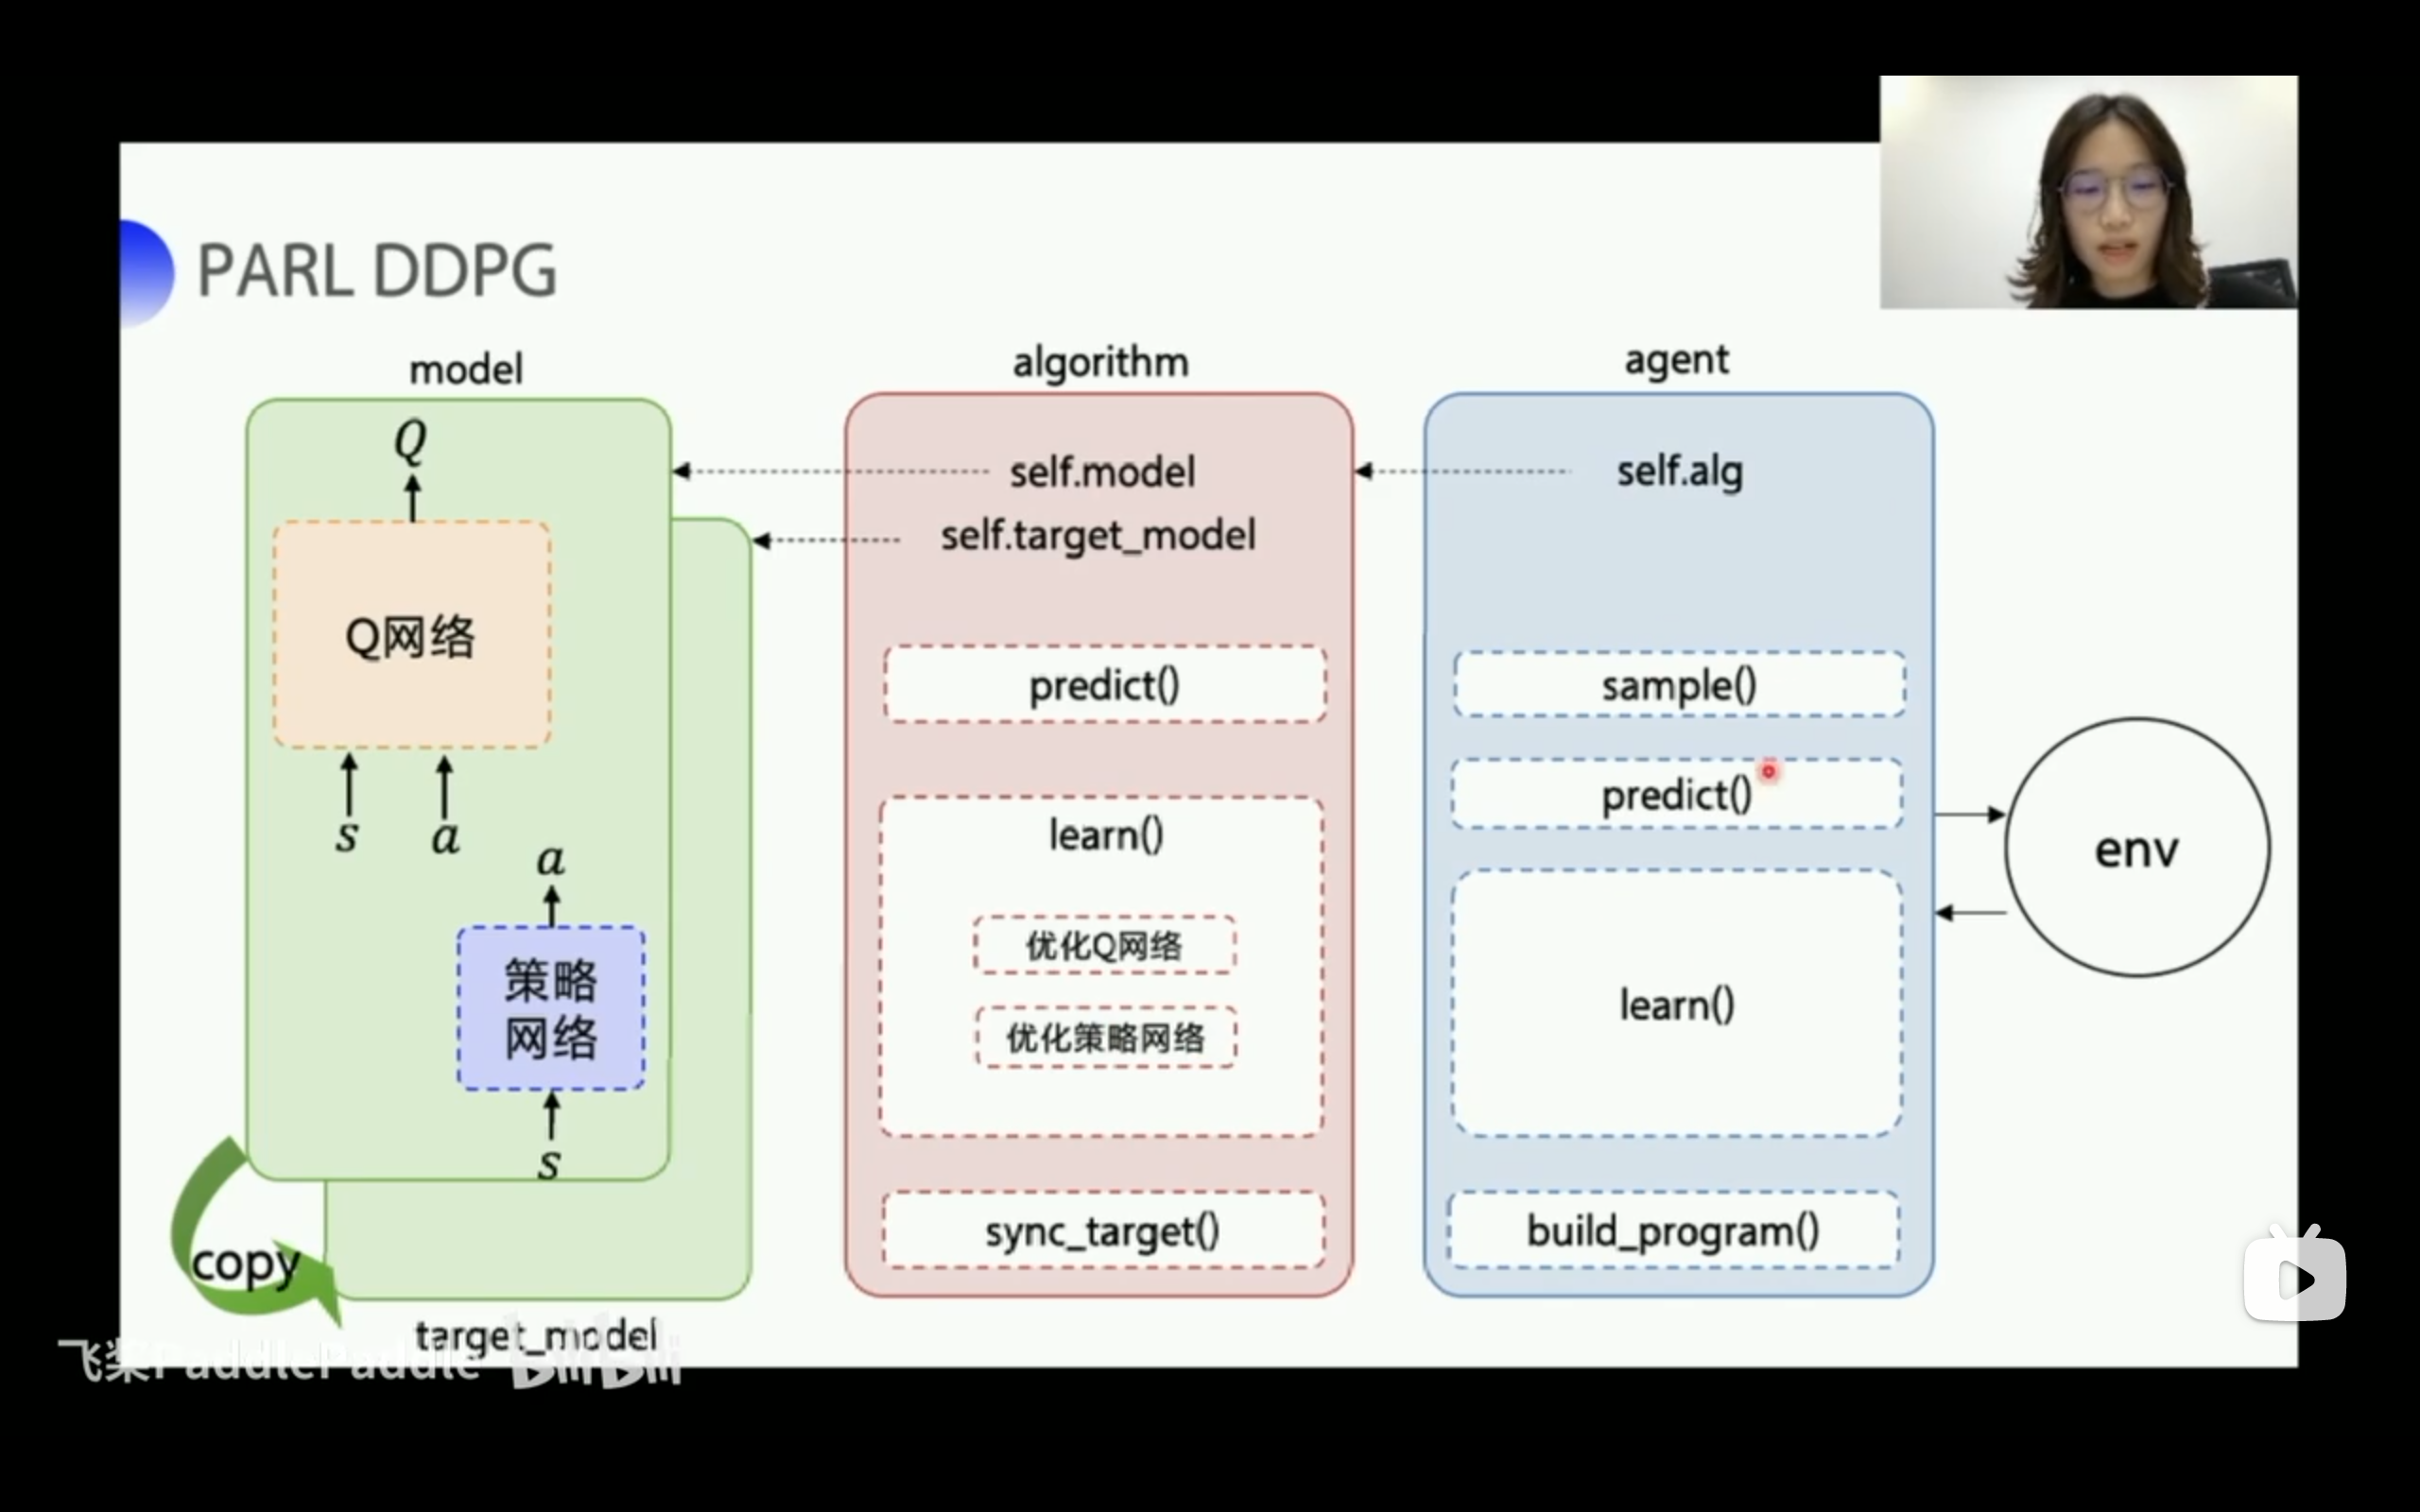 PARL DDPG
model
Q
Q网络
s a
a
策略
网络
s
copy
target_model
algorithm
self.model
self.target_model
predict()
learn()
优化Q网络
优化策略网络
sync_target()
agent
self.alg
sample()
predict()
learn()
build_program()
env
飞桨PaddlePaddle bilibili